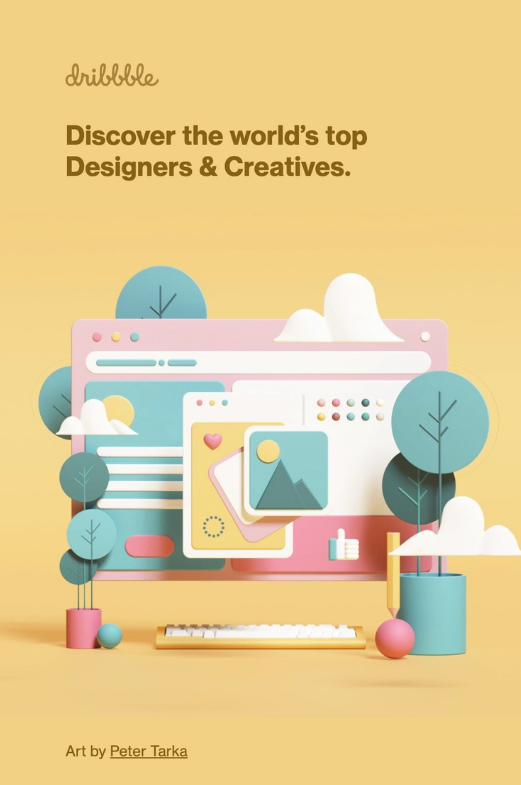 dribbble
Discover the world's top
Designers & Creatives.
Art by Peter Tarka